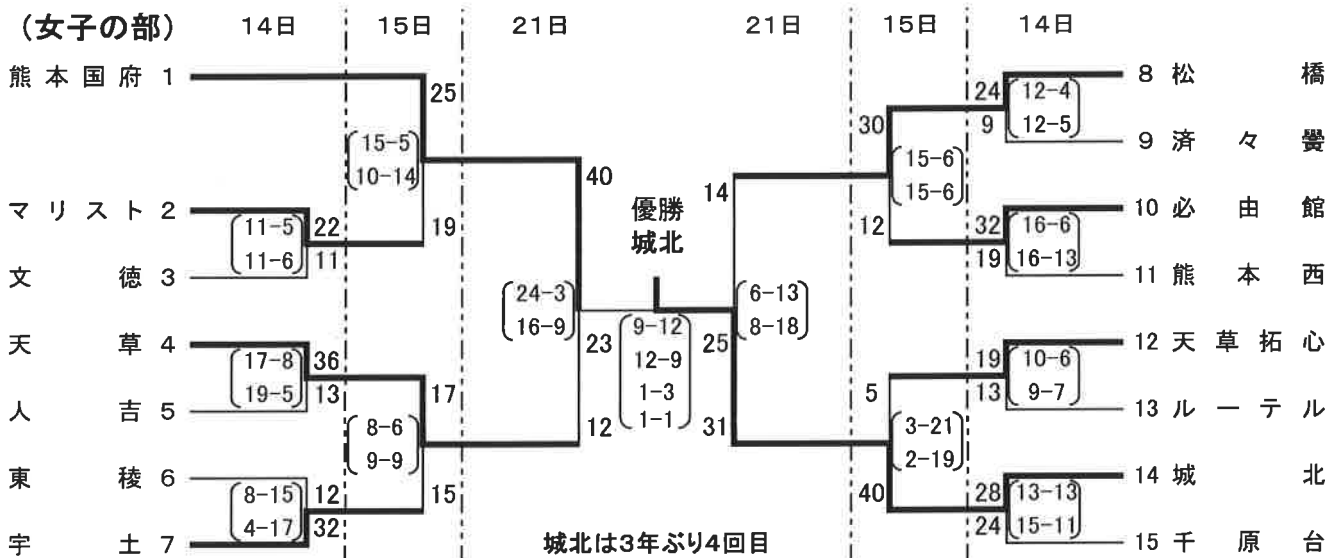 (女子の部) 14日 15日 21日 21日 15日 14日
熊本国府 1 25 24 8 松橋
30 12-4
15-5 9 12-5
10-14 15-6 9 済々黌
40 14 15-6
優勝
マリスト 2 22 19 城北 12 32 10 必由館
11-5 16-6
11-6 11 19 16-13
文徳 3 11 熊本西
24-3 6-13
16-9 9-12 8-18
天草 4 36 23 12-9 25 19 12 天草拓心
17-8 1-3 10-6
19-5 13 17 1-1 5 13 9-7
人吉 5 12 31 13 ルーテル
8-6 3-21
9-9 2-19
東稜 6 12 15 40 28 14 城北
8-15 13-13
4-17 32 24 15-11
宇土 7 城北は3年ぶり4回目 15 千原台